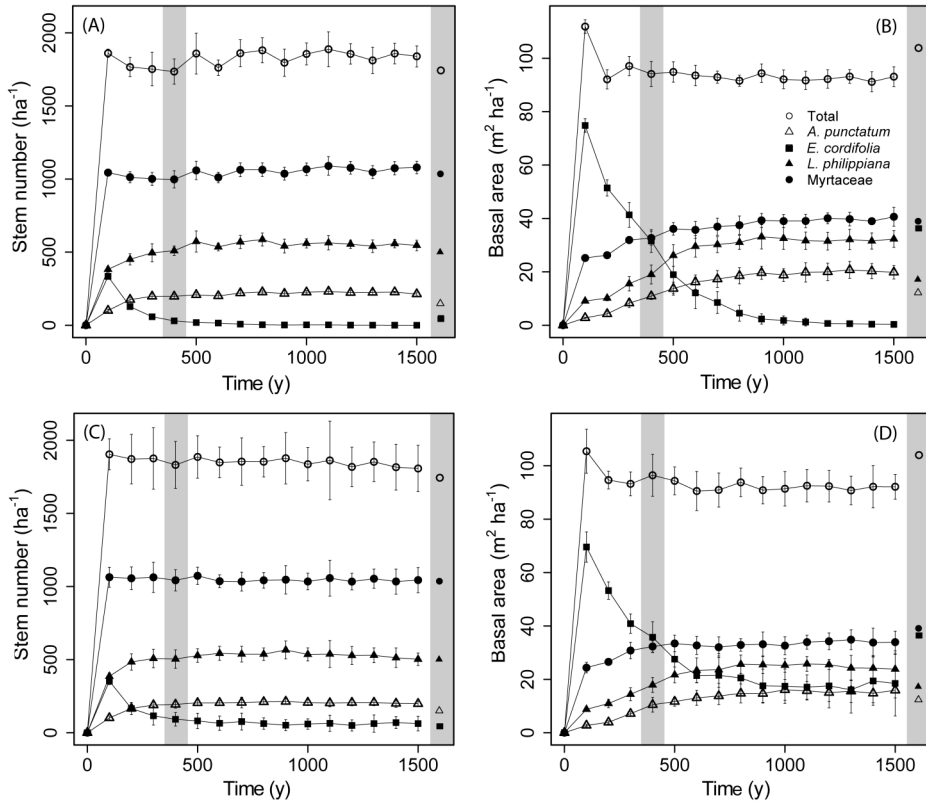 (A)
Stem number (ha⁻¹)
2000
1500
1000
500
0
0 500 1000 1500
Time (y)
(B)
Basal area (m² ha⁻¹)
100
80
60
40
20
0
Total
A. punctatum
E. cordifolia
L. philippiana
Myrtaceae
0 500 1000 1500
Time (y)
(C)
Stem number (ha⁻¹)
2000
1500
1000
500
0
0 500 1000 1500
Time (y)
(D)
Basal area (m² ha⁻¹)
100
80
60
40
20
0
0 500 1000 1500
Time (y)